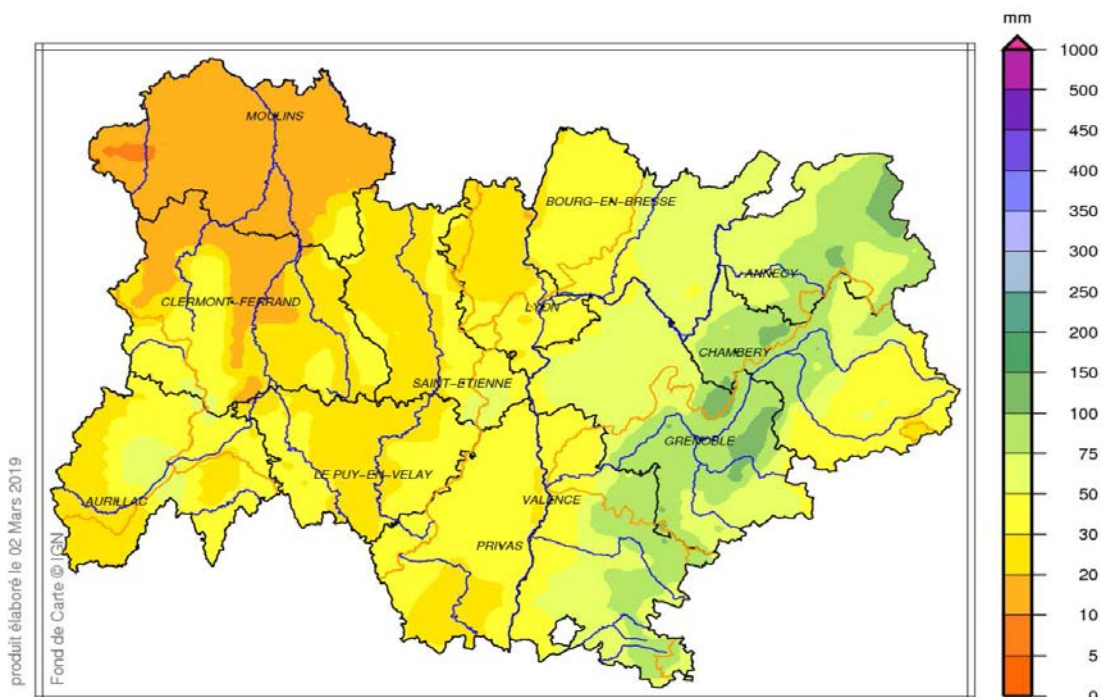 mm
1000
500
450
400
350
300
250
200
150
100
75
50
30
20
10
5
0
MOULINS
BOURG-EN-BRESSE
ANNECY
CLERMONT-FERRAND
LYON
CHAMBERY
SAINT-ETIENNE
GRENOBLE
LE PUY-EN-VELAY
AURILLAC
VALENCE
PRIVAS
produit élaboré le 02 Mars 2019
Fond de Carte © IGN